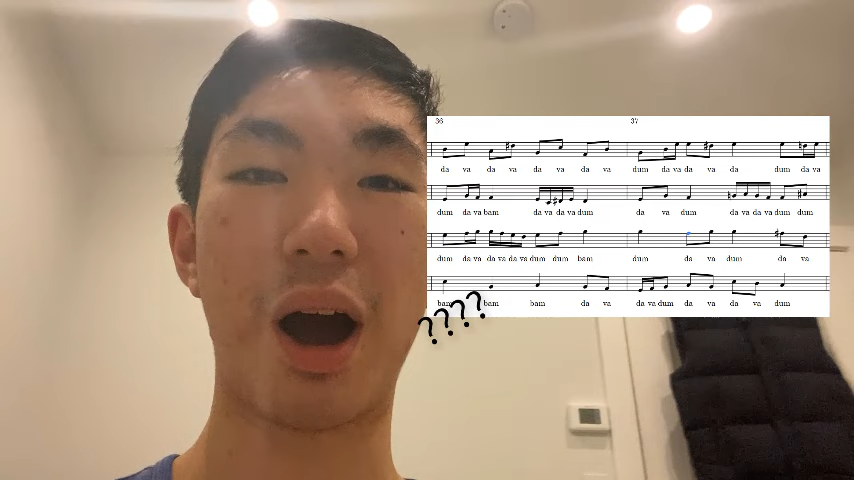 36 37
da va da va da va da va dum da va da va da dum da va
dum da va bam da va da va dum da va dum da va da va dum dum
dum da va da va da va dum dum bam dum da va dum da va
bam bam bam da va da va dum da va da va dum
????